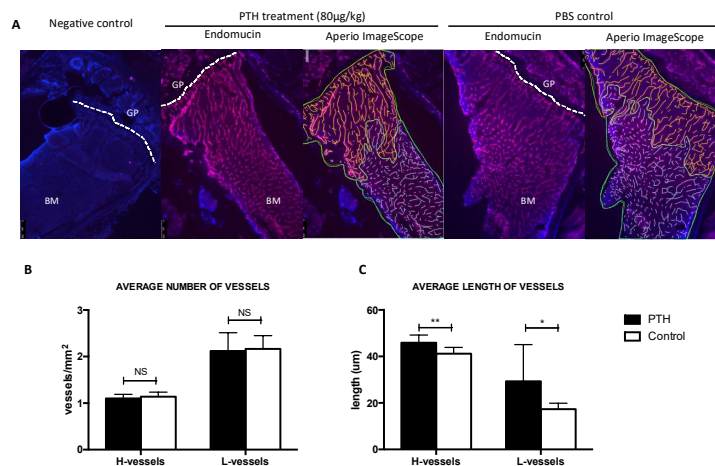 A
Negative control
PTH treatment (80µg/kg)
PBS control
Endomucin
Aperio ImageScope
Endomucin
Aperio ImageScope
GP
BM
GP
BM
GP
BM
B
AVERAGE NUMBER OF VESSELS
vessels/mm²
3
2
1
0
NS
NS
H-vessels
L-vessels
C
AVERAGE LENGTH OF VESSELS
length (um)
60
40
20
0
**
*
H-vessels
L-vessels
PTH
Control